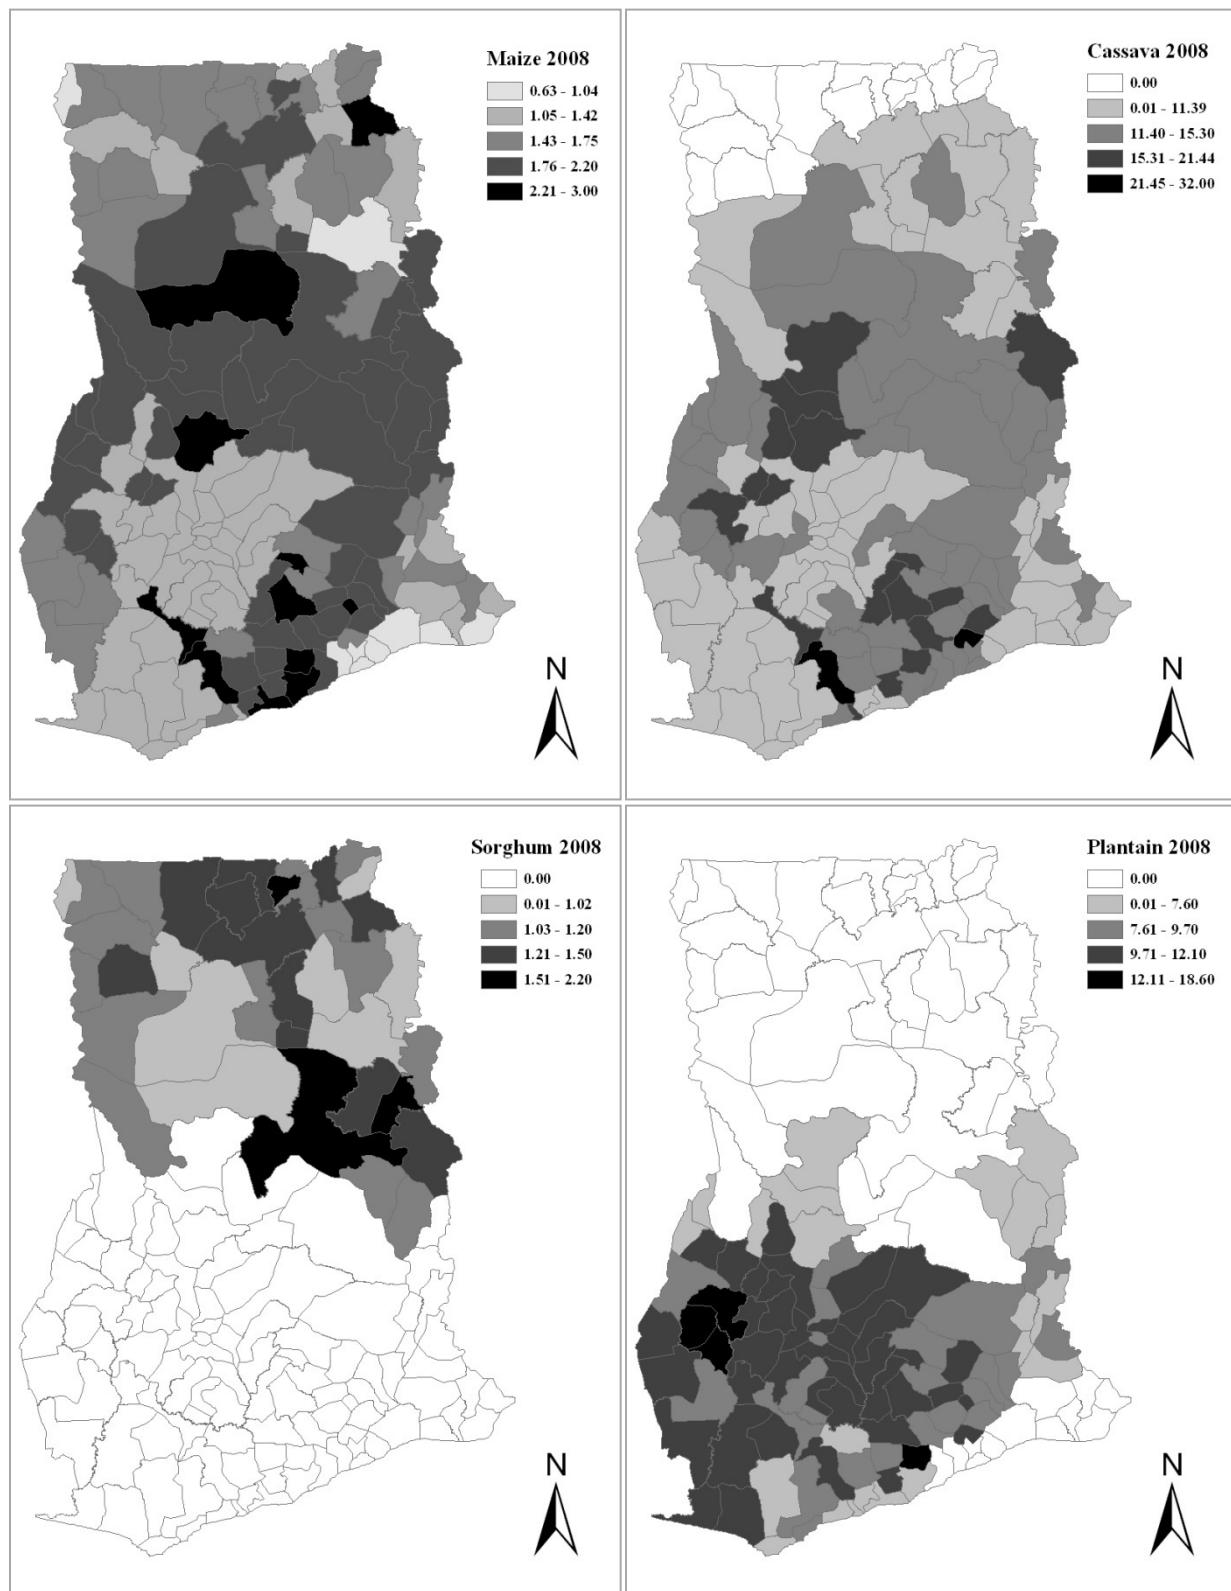 Maize 2008
0.63 - 1.04
1.05 - 1.42
1.43 - 1.75
1.76 - 2.20
2.21 - 3.00
N
Cassava 2008
0.00
0.01 - 11.39
11.40 - 15.30
15.31 - 21.44
21.45 - 32.00
N
Sorghum 2008
0.00
0.01 - 1.02
1.03 - 1.20
1.21 - 1.50
1.51 - 2.20
N
Plantain 2008
0.00
0.01 - 7.60
7.61 - 9.70
9.71 - 12.10
12.11 - 18.60
N